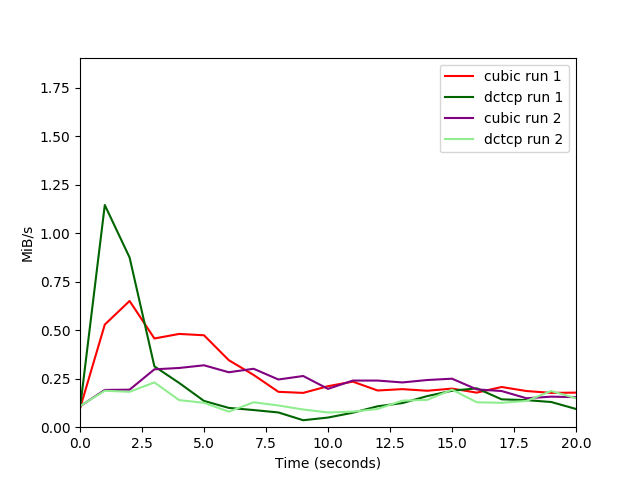 cubic run 1
dctcp run 1
cubic run 2
dctcp run 2
MiB/s
1.75
1.50
1.25
1.00
0.75
0.50
0.25
0.00
0.0 2.5 5.0 7.5 10.0 12.5 15.0 17.5 20.0
Time (seconds)